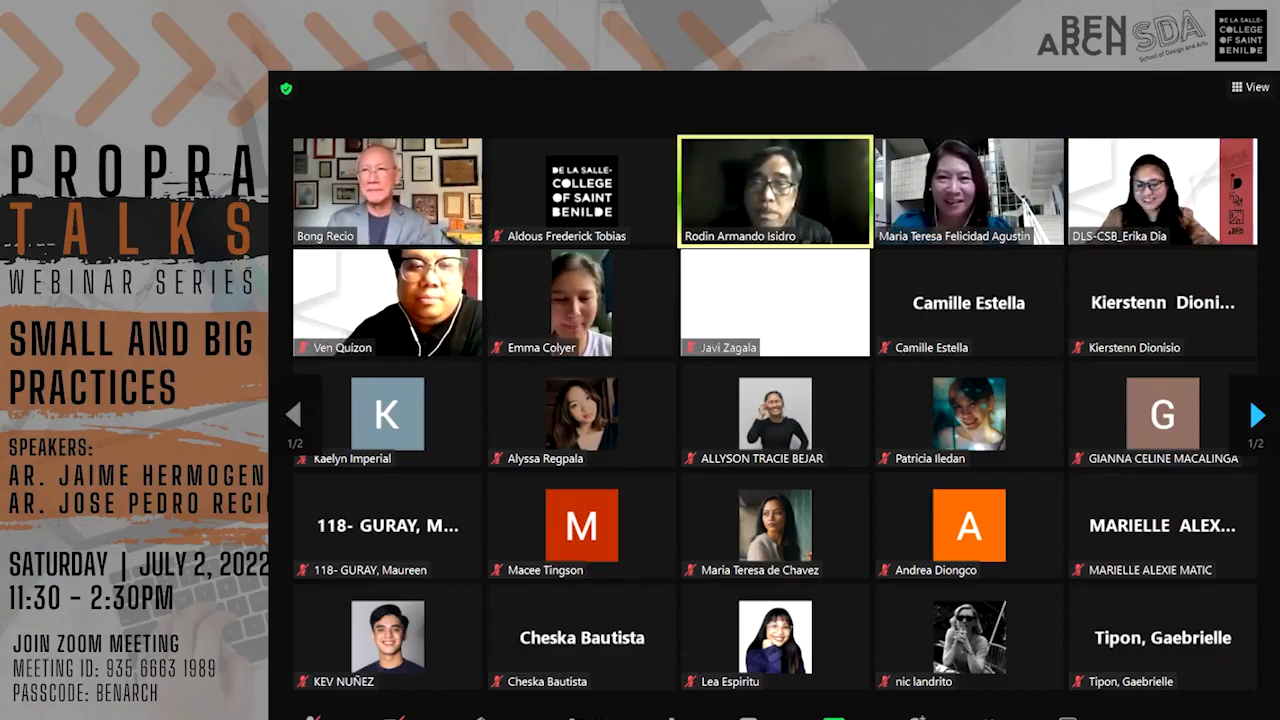 BEN
ARCH
SDA
School of Design and Arts
DE LA SALLE-
COLLEGE
OF SAINT
BENILDE
PROPRA
TALKS
WEBINAR SERIES
SMALL AND BIG
PRACTICES
SPEAKERS:
AR. JAIME HERMOGEN
AR. JOSE PEDRO RECIO
SATURDAY | JULY 2, 2022
11:30 - 2:30PM
JOIN ZOOM MEETING
MEETING ID: 935 6663 1989
PASSCODE: BENARCH
View
Bong Recio
DE LA SALLE-
COLLEGE
OF SAINT
BENILDE
Aldous Frederick Tobias
Rodin Armando Isidro
Maria Teresa Felicidad Agustin
DLS-CSB_Erika Dia
Ven Quizon
Emma Colyer
Javi Zagala
Camille Estella
Camille Estella
Kierstenn Dioni...
Kierstenn Dionisio
1/2
K
Kaelyn Imperial
Alyssa Regpala
ALLYSON TRACIE BEJAR
Patricia Iledan
G
GIANNA CELINE MACALINGA
1/2
118- GURAY, M...
118- GURAY, Maureen
M
Macee Tingson
Maria Teresa de Chavez
A
Andrea Diongco
MARIELLE ALEX...
MARIELLE ALEXIE MATIC
KEV NUÑEZ
Cheska Bautista
Cheska Bautista
Lea Espiritu
nic landrito
Tipon, Gaebrielle
Tipon, Gaebrielle